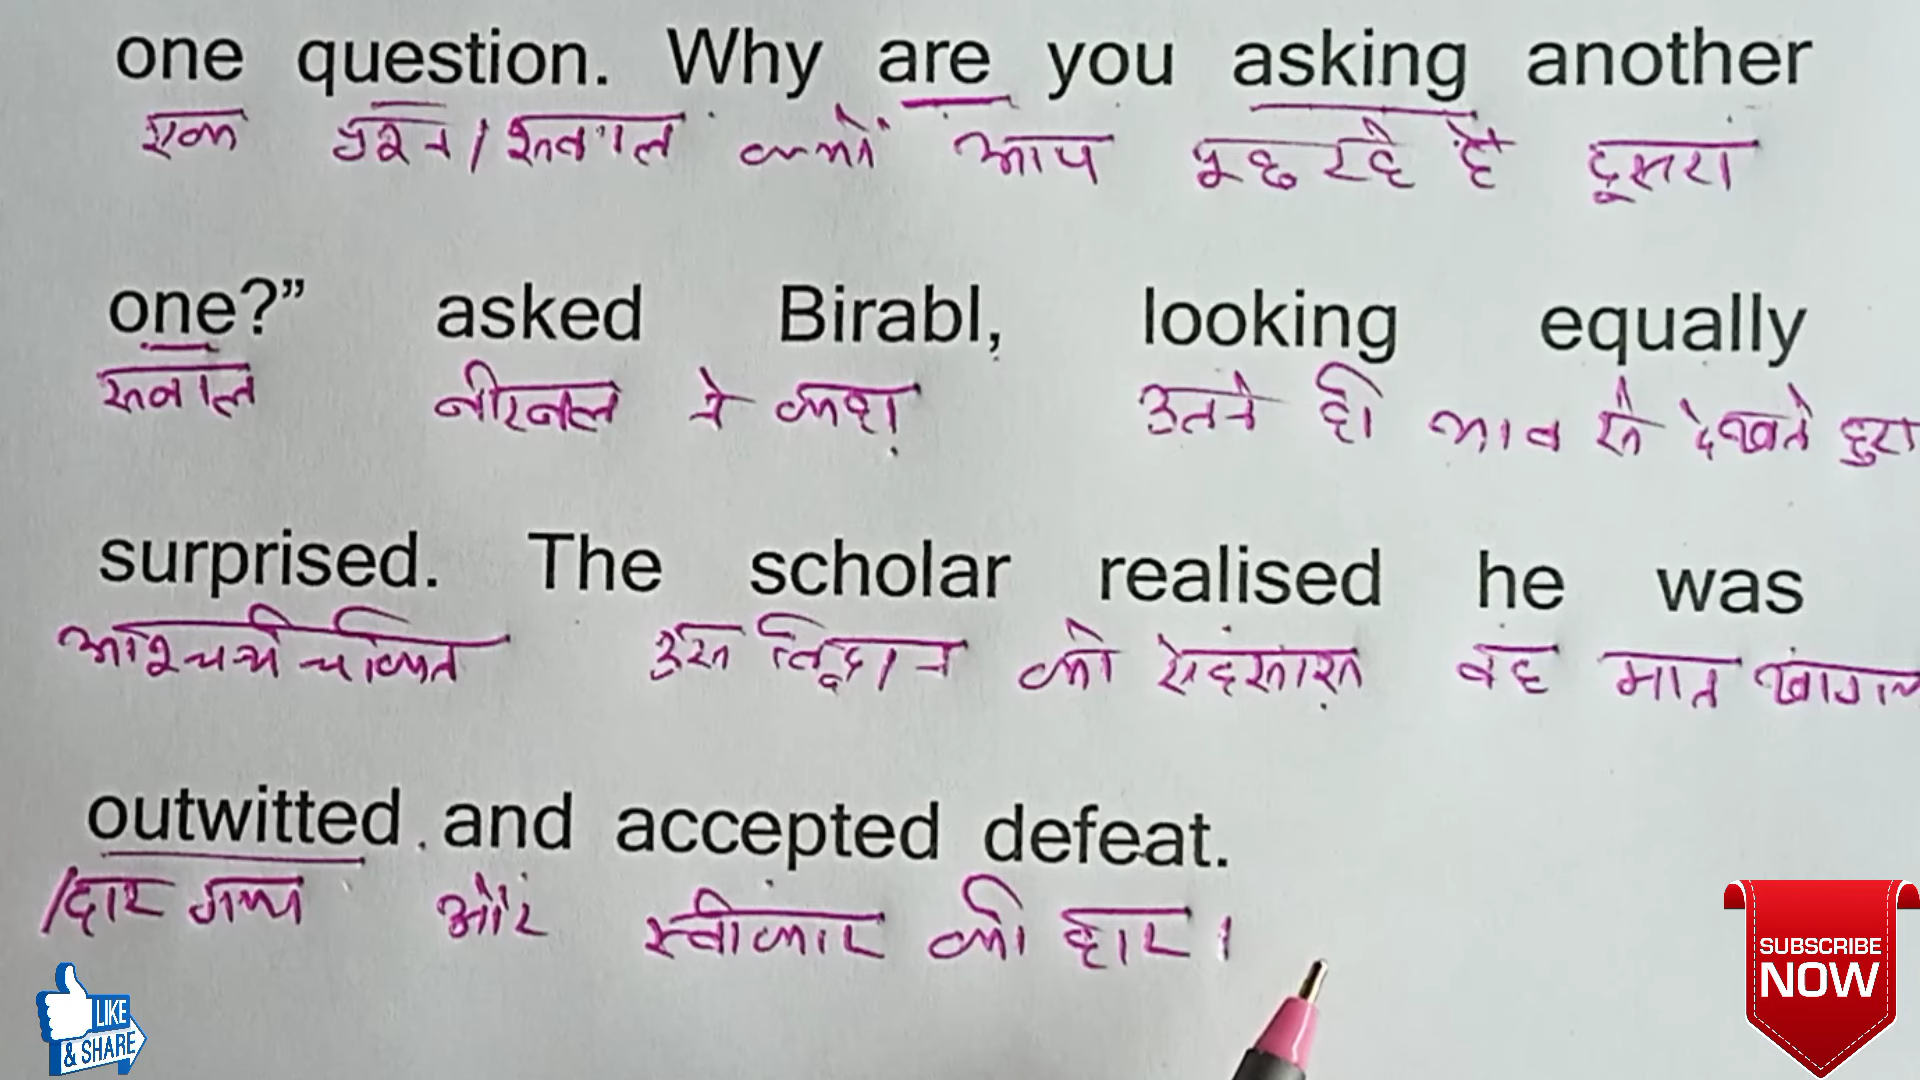 one question. Why are you asking another
एक प्रश्न/सवाल क्यों आप पूछ रहे हैं दूसरा
one?” asked Birabl, looking equally
सवाल बीरबल ने कहा उतने ही भाव से देखते हुए
surprised. The scholar realised he was
आश्चर्यचकित उस विद्वान को एहसास वह मात खा गया
outwitted and accepted defeat.
/हार गया और स्वीकार की हार।
LIKE
& SHARE
SUBSCRIBE
NOW